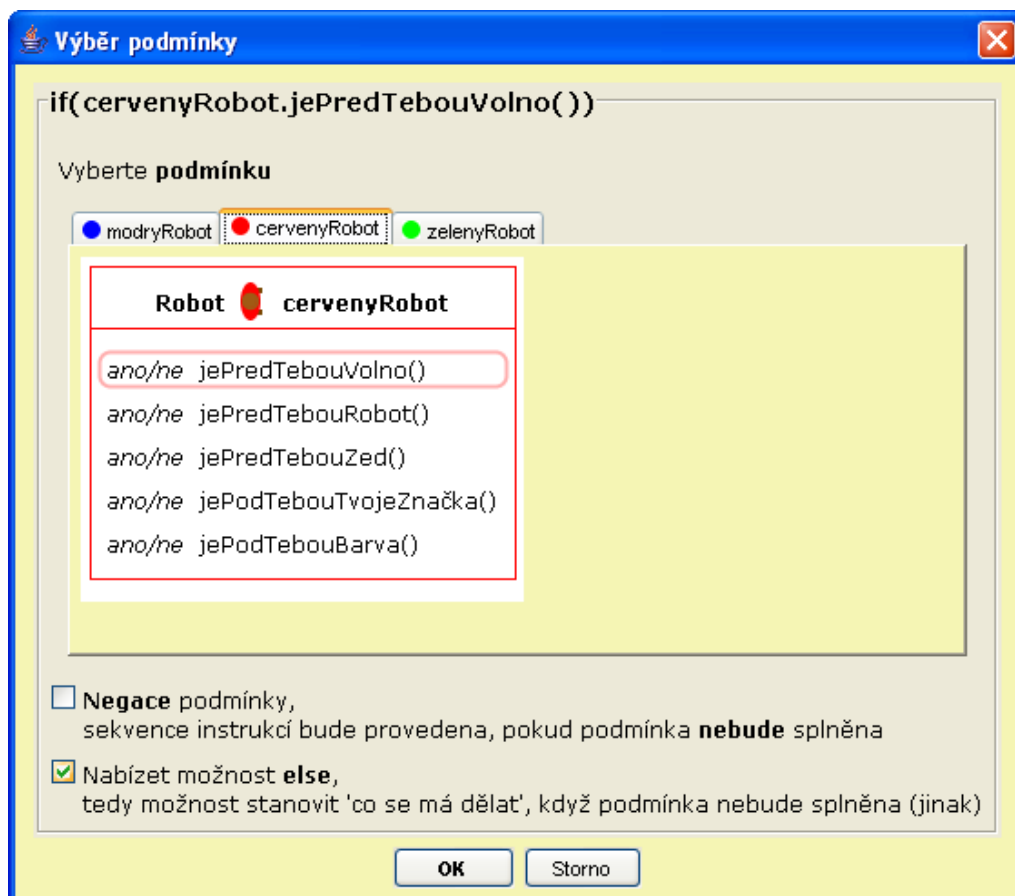 Výběr podmínky
if(cervenyRobot.jePredTebouVolno())
Vyberte podmínku
modryRobot cervenyRobot zelenyRobot
Robot cervenyRobot
ano/ne jePredTebouVolno()
ano/ne jePredTebouRobot()
ano/ne jePredTebouZed()
ano/ne jePodTebouTvojeZnačka()
ano/ne jePodTebouBarva()
Negace podmínky,
sekvence instrukcí bude provedena, pokud podmínka nebude splněna
Nabízet možnost else,
tedy možnost stanovit 'co se má dělat', když podmínka nebude splněna (jinak)
OK Storno